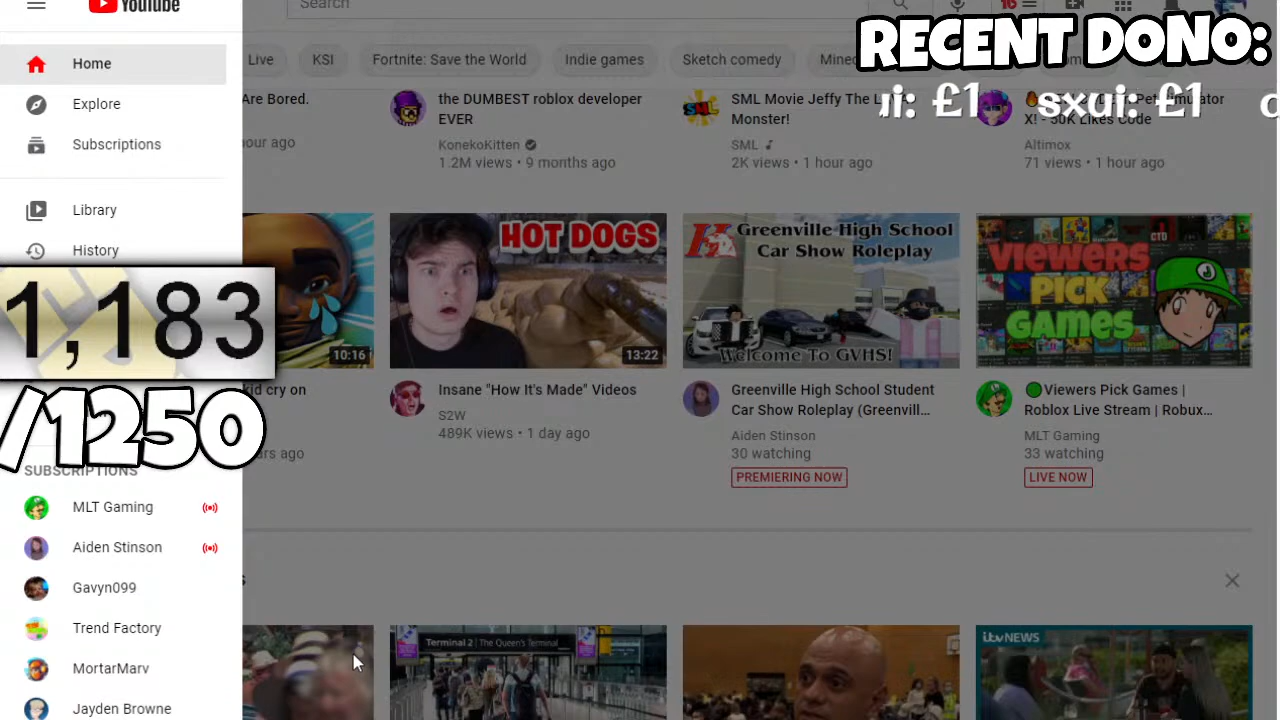 YouTube
Search
16
RECENT DONO:
Home
Live
KSI
Fortnite: Save the World
Indie games
Sketch comedy
Explore
Are Bored.
the DUMBEST roblox developer
EVER
SML Movie Jeffy The
Monster!
X! - 50K Likes Code
£1 sxui: £1
Subscriptions
hour ago
KonekoKitten
1.2M views • 9 months ago
SML
2K views • 1 hour ago
Altimox
71 views • 1 hour ago
Library
History
HOT DOGS
Greenville High School
Car Show Roleplay
Welcome To GVHS!
VIEWERS
PICK
GAMES
CTD
10:16
13:22
1,183
/1250
kid cry on
Insane "How It's Made" Videos
S2W
489K views • 1 day ago
Greenville High School Student
Car Show Roleplay (Greenvill...
Aiden Stinson
30 watching
PREMIERING NOW
Viewers Pick Games |
Roblox Live Stream | Robux...
MLT Gaming
33 watching
LIVE NOW
ago
SUBSCRIPTIONS
MLT Gaming
Aiden Stinson
Gavyn099
Trend Factory
MortarMarv
Jayden Browne
Terminal 2 | The Queen's Terminal
itv NEWS